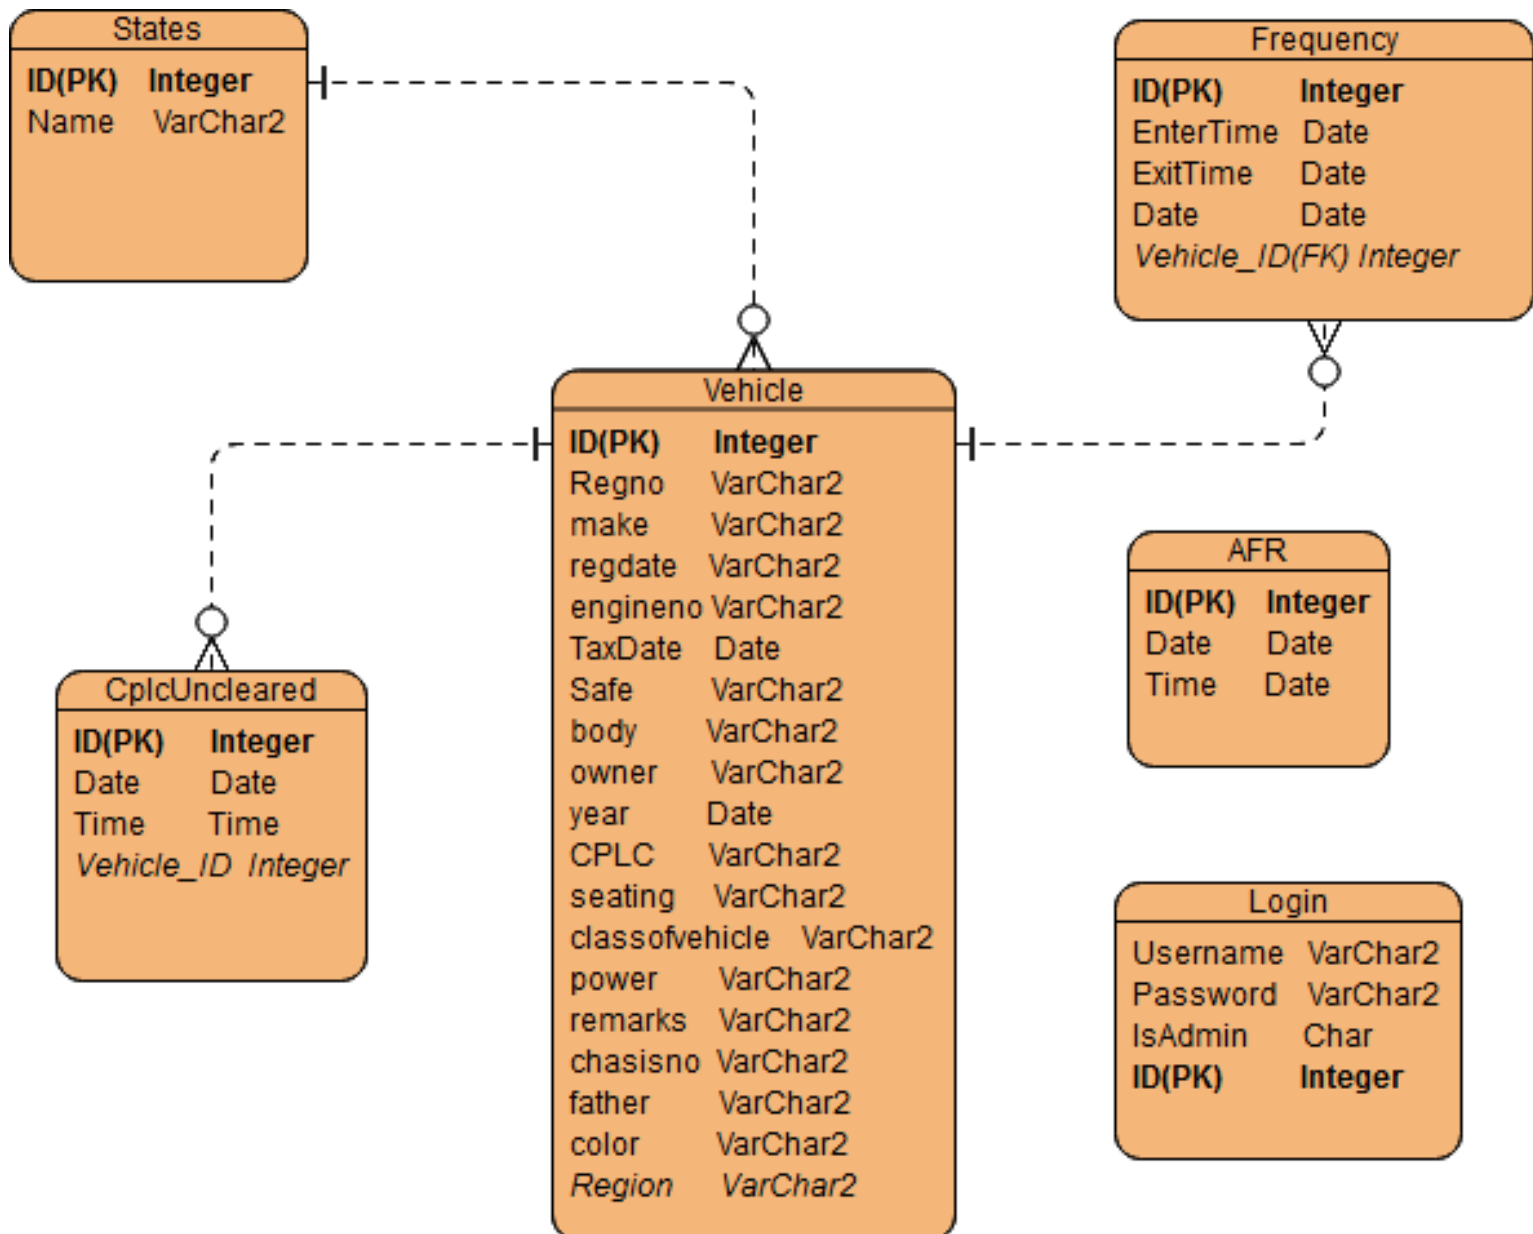 States
ID(PK) Integer
Name VarChar2
Frequency
ID(PK) Integer
EnterTime Date
ExitTime Date
Date Date
Vehicle_ID(FK) Integer
Vehicle
ID(PK) Integer
Regno VarChar2
make VarChar2
regdate VarChar2
engineno VarChar2
TaxDate Date
Safe VarChar2
body VarChar2
owner VarChar2
year Date
CPLC VarChar2
seating VarChar2
classofvehicle VarChar2
power VarChar2
remarks VarChar2
chasisno VarChar2
father VarChar2
color VarChar2
Region VarChar2
CplcUncleared
ID(PK) Integer
Date Date
Time Time
Vehicle_ID Integer
AFR
ID(PK) Integer
Date Date
Time Date
Login
Username VarChar2
Password VarChar2
IsAdmin Char
ID(PK) Integer